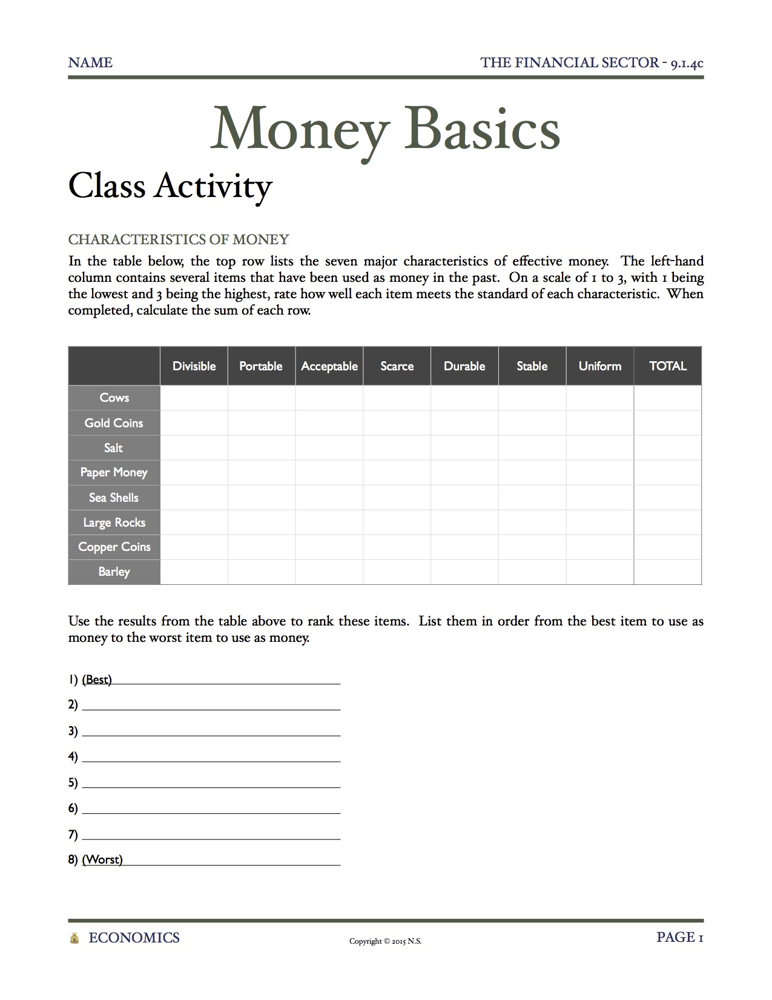 NAME THE FINANCIAL SECTOR - 9.1.4c
Money Basics
Class Activity
CHARACTERISTICS OF MONEY
In the table below, the top row lists the seven major characteristics of effective money. The left-hand
column contains several items that have been used as money in the past. On a scale of 1 to 3, with 1 being
the lowest and 3 being the highest, rate how well each item meets the standard of each characteristic. When
completed, calculate the sum of each row.
Divisible Portable Acceptable Scarce Durable Stable Uniform TOTAL
Cows
Gold Coins
Salt
Paper Money
Sea Shells
Large Rocks
Copper Coins
Barley
Use the results from the table above to rank these items. List them in order from the best item to use as
money to the worst item to use as money.
1) (Best)
2)
3)
4)
5)
6)
7)
8) (Worst)
ECONOMICS Copyright © 2015 N.S. PAGE 1